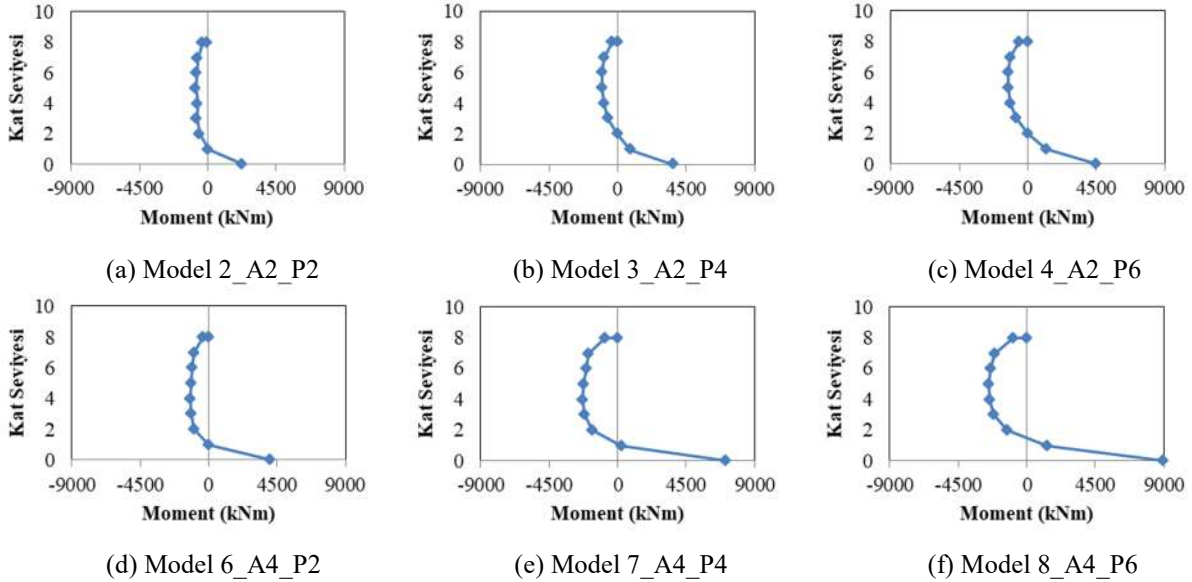 10
8
6
4
2
0
Kat Seviyesi
-9000 -4500 0 4500 9000
Moment (kNm)
(a) Model 2_A2_P2
10
8
6
4
2
0
Kat Seviyesi
-9000 -4500 0 4500 9000
Moment (kNm)
(b) Model 3_A2_P4
10
8
6
4
2
0
Kat Seviyesi
-9000 -4500 0 4500 9000
Moment (kNm)
(c) Model 4_A2_P6
10
8
6
4
2
0
Kat Seviyesi
-9000 -4500 0 4500 9000
Moment (kNm)
(d) Model 6_A4_P2
10
8
6
4
2
0
Kat Seviyesi
-9000 -4500 0 4500 9000
Moment (kNm)
(e) Model 7_A4_P4
10
8
6
4
2
0
Kat Seviyesi
-9000 -4500 0 4500 9000
Moment (kNm)
(f) Model 8_A4_P6